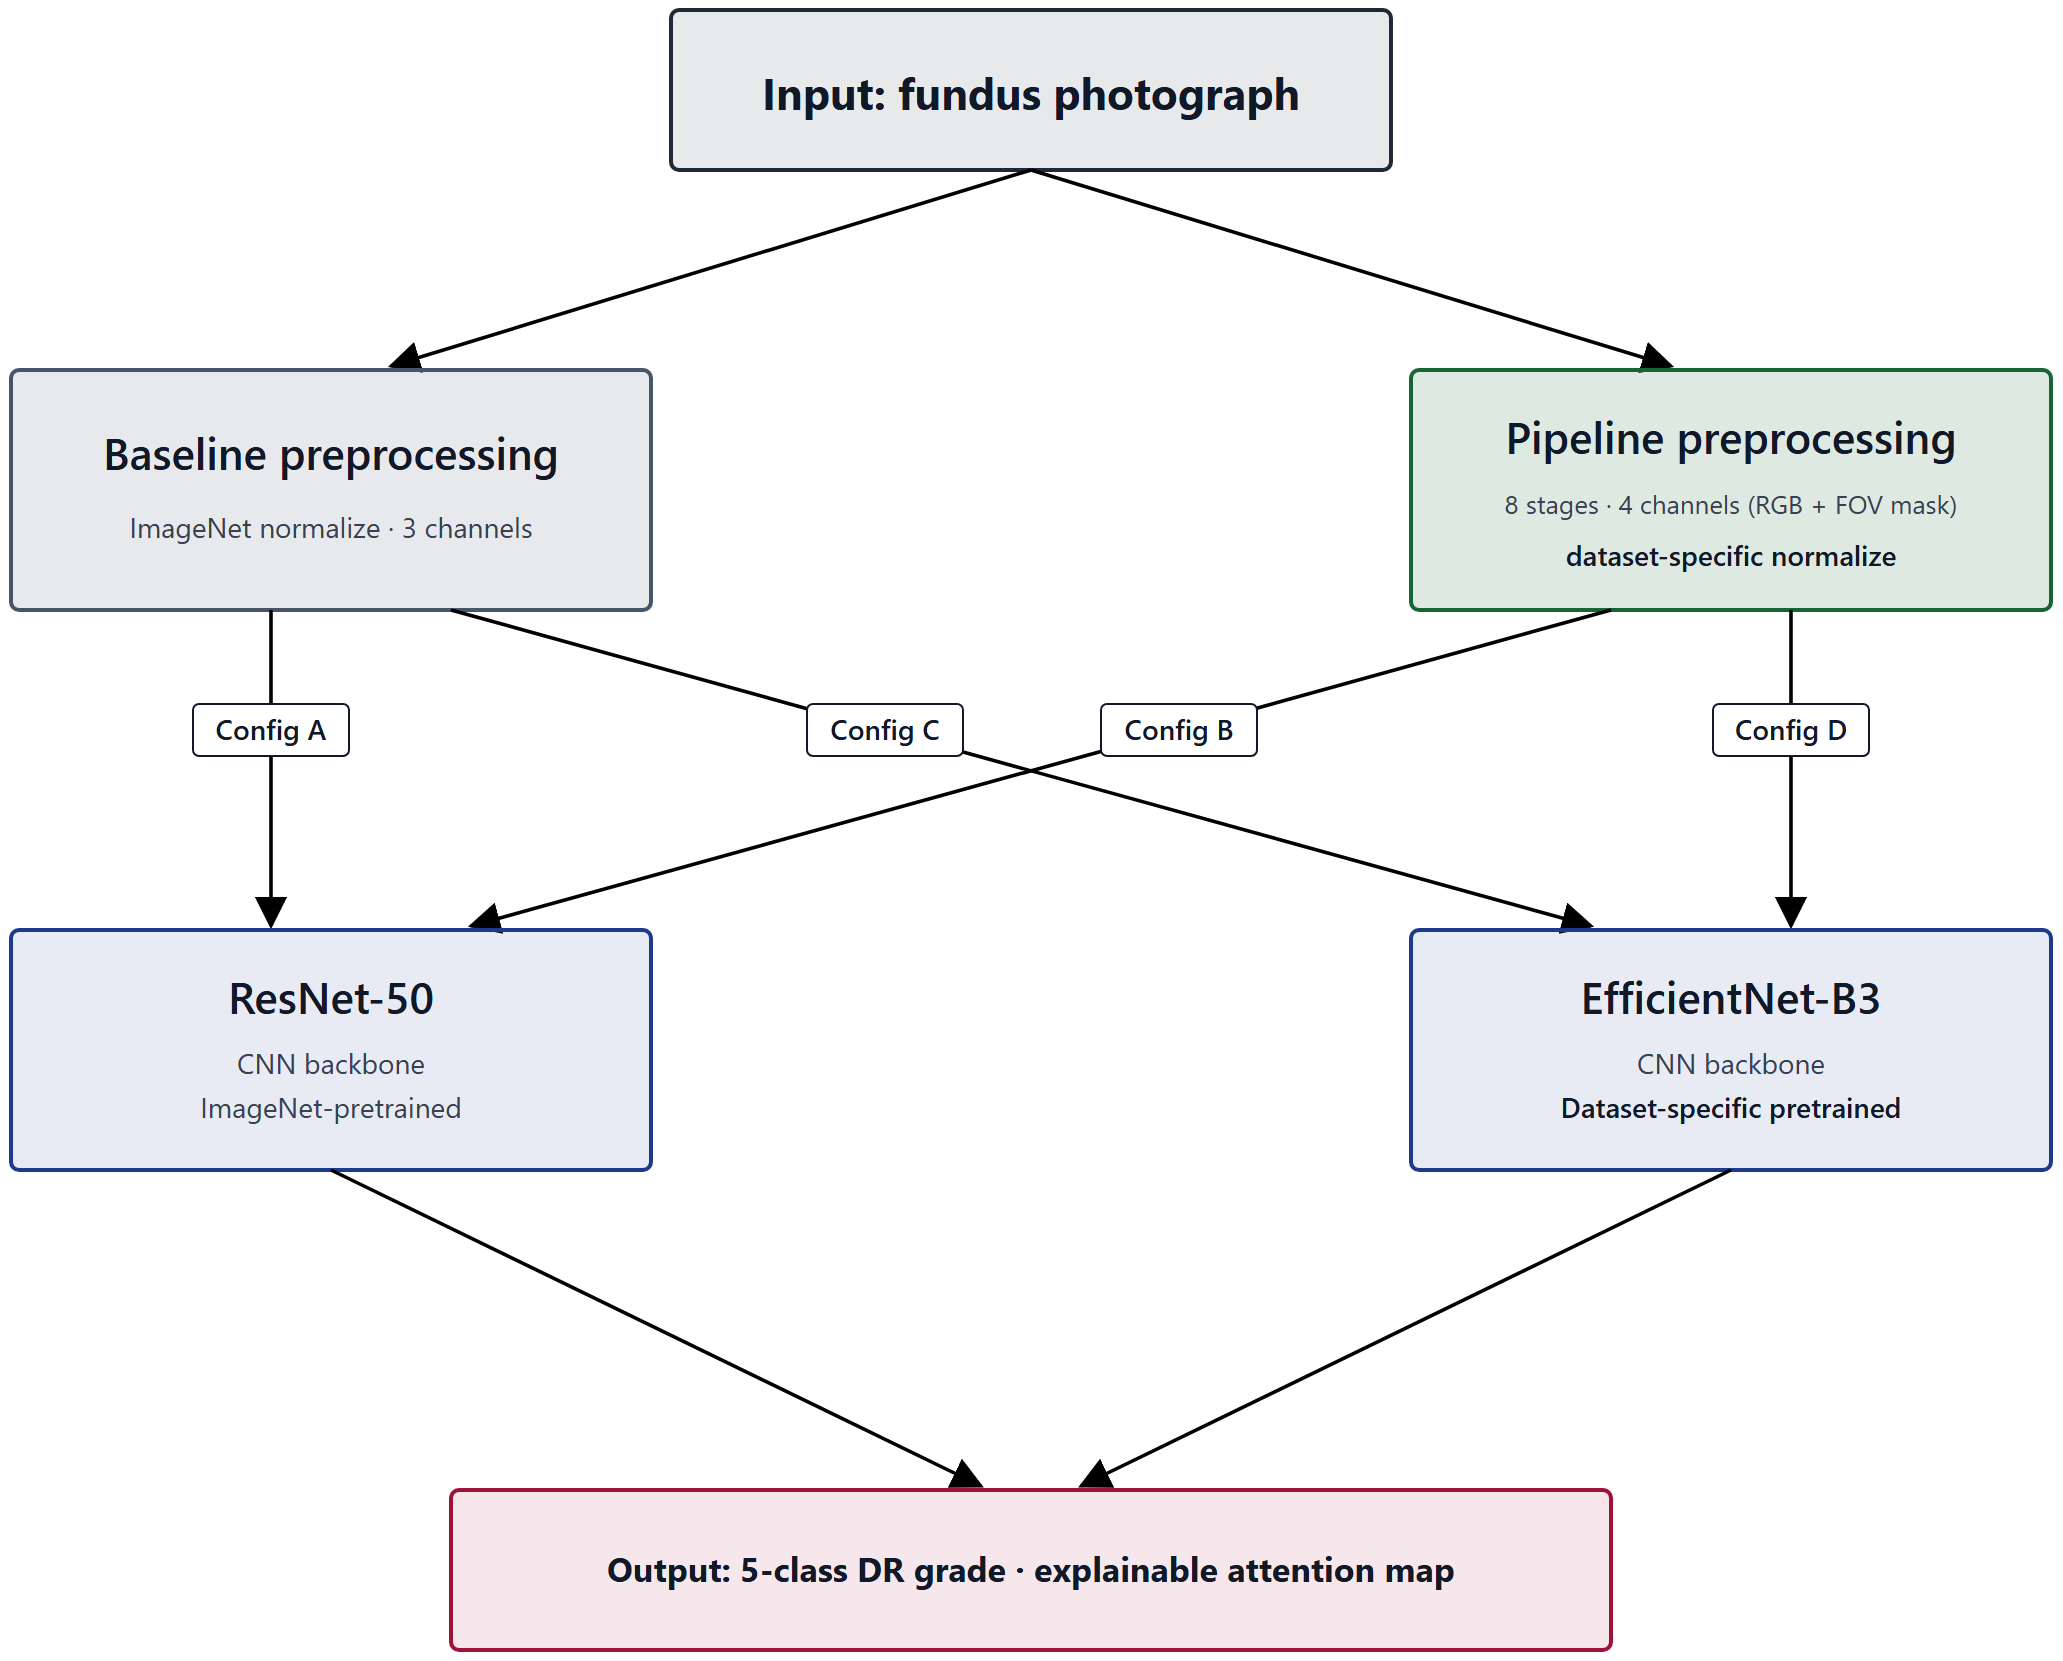 Input: fundus photograph
Baseline preprocessing
ImageNet normalize · 3 channels
Pipeline preprocessing
8 stages · 4 channels (RGB + FOV mask)
dataset-specific normalize
Config A
Config C
Config B
Config D
ResNet-50
CNN backbone
ImageNet-pretrained
EfficientNet-B3
CNN backbone
Dataset-specific pretrained
Output: 5-class DR grade · explainable attention map